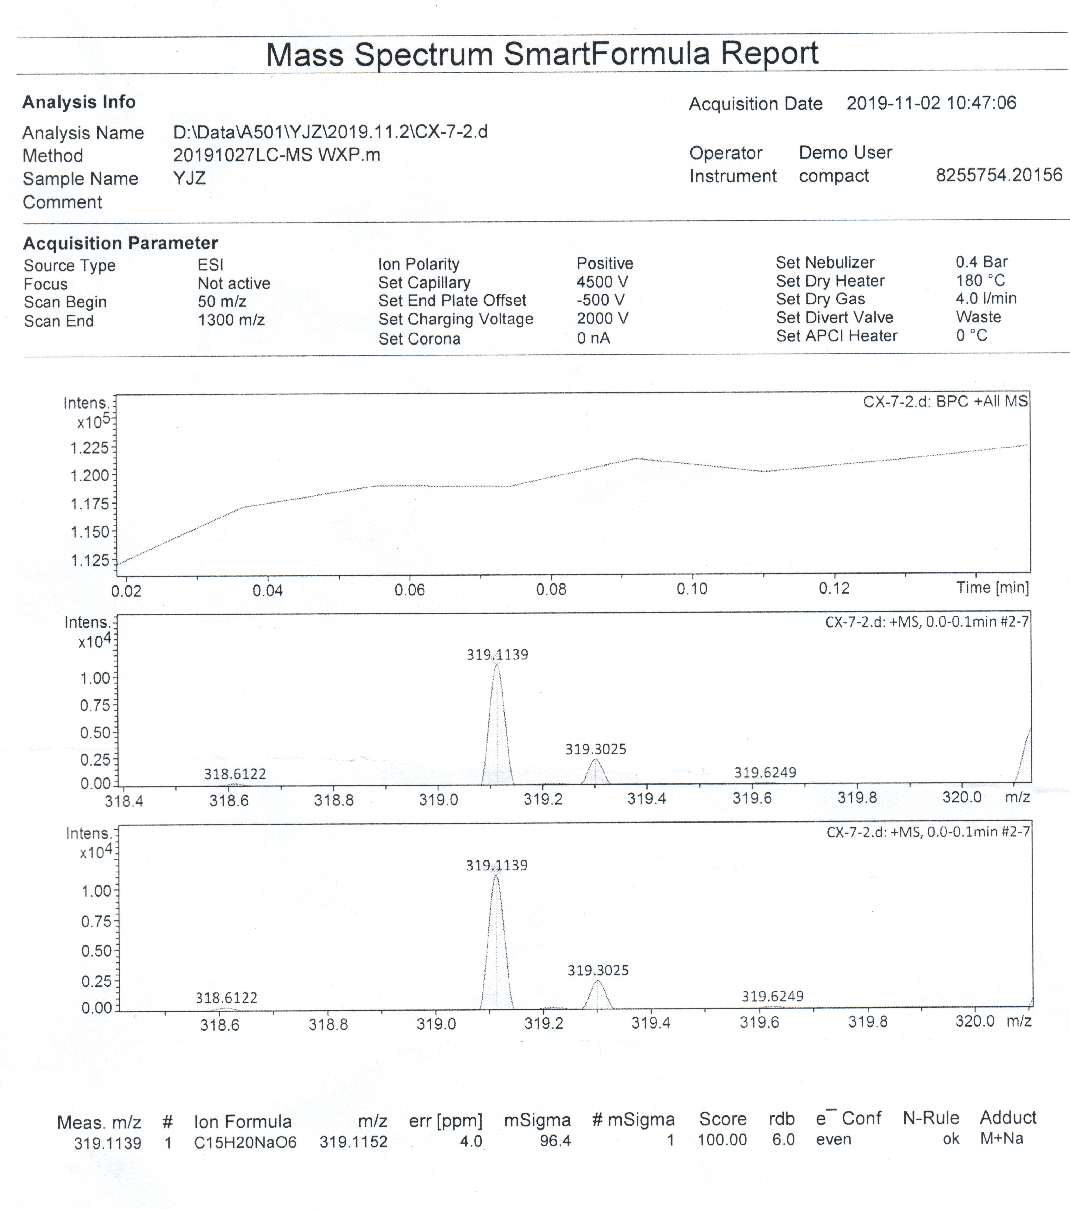 Mass Spectrum SmartFormula Report
Analysis Info
Acquisition Date 2019-11-02 10:47:06
Analysis Name D:\Data\A501\YJZ\2019.11.2\CX-7-2.d
Method 20191027LC-MS WXP.m
Operator Demo User
Sample Name YJZ
Instrument compact 8255754.20156
Comment
Acquisition Parameter
Source Type ESI Ion Polarity Positive Set Nebulizer 0.4 Bar
Focus Not active Set Capillary 4500 V Set Dry Heater 180 °C
Scan Begin 50 m/z Set End Plate Offset -500 V Set Dry Gas 4.0 l/min
Scan End 1300 m/z Set Charging Voltage 2000 V Set Divert Valve Waste
Set Corona 0 nA Set APCI Heater 0 °C
Intens.
x10⁵
CX-7-2.d: BPC +All MS
1.225
1.200
1.175
1.150
1.125
0.02 0.04 0.06 0.08 0.10 0.12 Time [min]
Intens.
x10⁴
CX-7-2.d: +MS, 0.0-0.1min #2-7
319.1139
1.00
0.75
319.3025
0.50
0.25
318.6122 319.6249
0.00
318.4 318.6 318.8 319.0 319.2 319.4 319.6 319.8 320.0 m/z
Intens.
x10⁴
CX-7-2.d: +MS, 0.0-0.1min #2-7
319.1139
1.00
0.75
0.50
319.3025
0.25
318.6122 319.6249
0.00
318.6 318.8 319.0 319.2 319.4 319.6 319.8 320.0 m/z
Meas. m/z # Ion Formula m/z err [ppm] mSigma # mSigma Score rdb e⁻ Conf N-Rule Adduct
319.1139 1 C15H20NaO6 319.1152 4.0 96.4 1 100.00 6.0 even ok M+Na